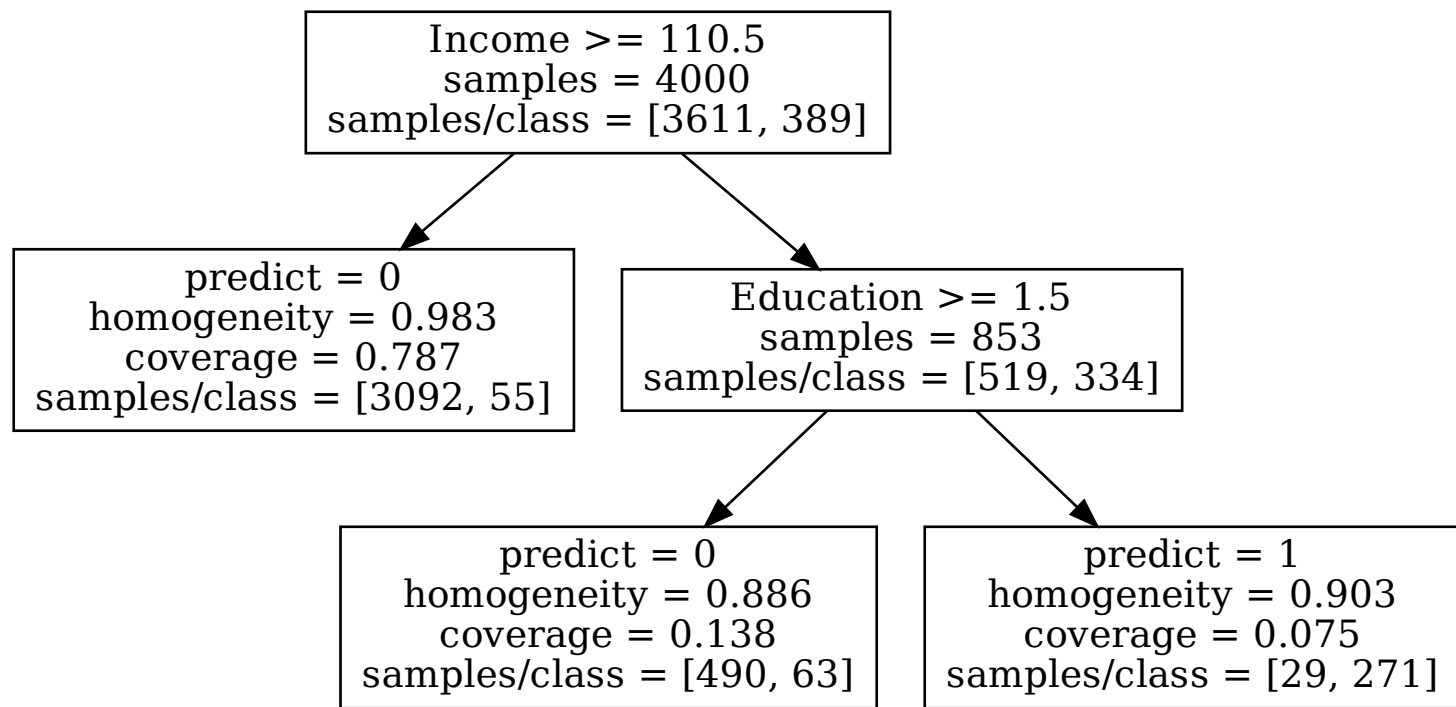 Income >= 110.5
samples = 4000
samples/class = [3611, 389]
predict = 0
homogeneity = 0.983
coverage = 0.787
samples/class = [3092, 55]
Education >= 1.5
samples = 853
samples/class = [519, 334]
predict = 0
homogeneity = 0.886
coverage = 0.138
samples/class = [490, 63]
predict = 1
homogeneity = 0.903
coverage = 0.075
samples/class = [29, 271]